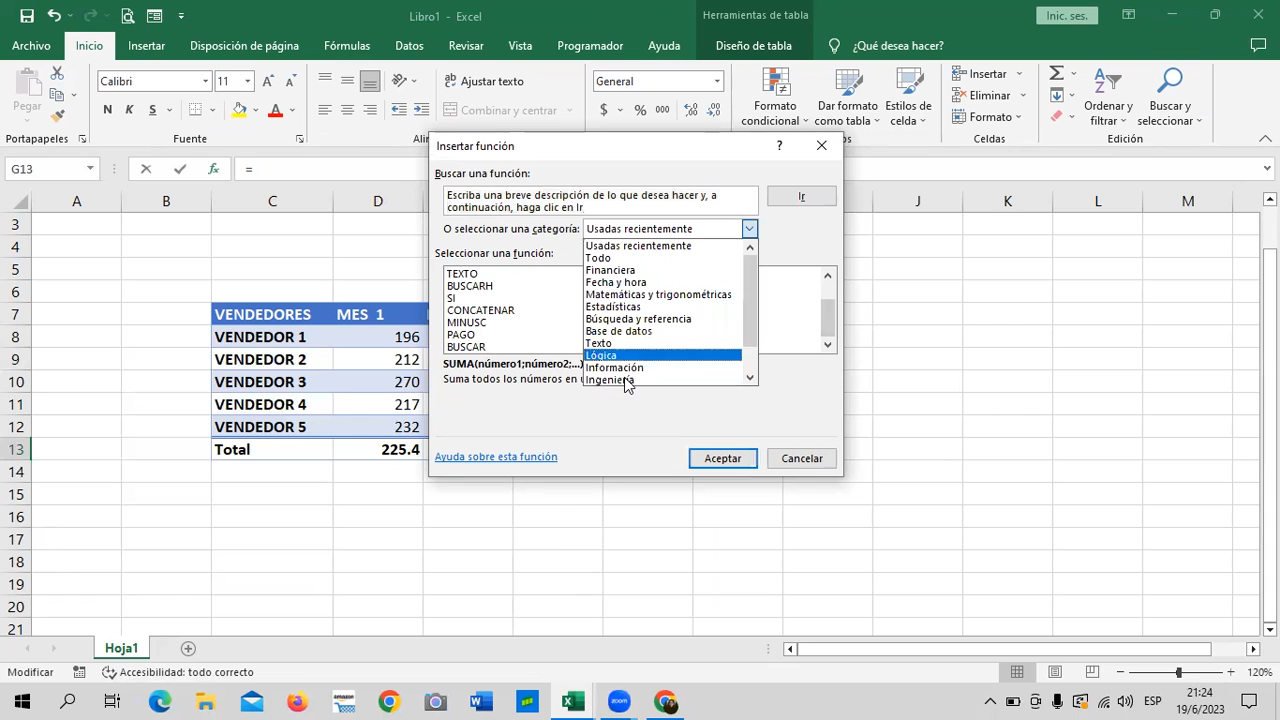 Libro1 - Excel
Herramientas de tabla
Inic. ses.
Archivo Inicio Insertar Disposición de página Fórmulas Datos Revisar Vista Programador Ayuda Diseño de tabla ¿Qué desea hacer?
Pegar
Calibri 11
N K S
Ajustar texto
Combinar y centrar
General
$ % 000
Formato condicional
Dar formato como tabla
Estilos de celda
Insertar
Eliminar
Formato
Ordenar y filtrar
Buscar y seleccionar
Portapapeles Fuente Celdas Edición
G13 =
A B C D J K L M
Insertar función
Buscar una función:
Escriba una breve descripción de lo que desea hacer y, a
continuación, haga clic en Ir
Ir
O seleccionar una categoría: Usadas recientemente
Usadas recientemente
Todo
Financiera
Fecha y hora
Matemáticas y trigonométricas
Estadísticas
Búsqueda y referencia
Base de datos
Texto
Lógica
Información
Ingeniería
Seleccionar una función:
TEXTO
BUSCARH
SI
CONCATENAR
MINUSC
PAGO
BUSCAR
SUMA(número1;número2;...)
Suma todos los números en
Ayuda sobre esta función
Aceptar Cancelar
3
4
5
6
7 VENDEDORES MES 1
8 VENDEDOR 1 196
9 VENDEDOR 2 212
10 VENDEDOR 3 270
11 VENDEDOR 4 217
12 VENDEDOR 5 232
13 Total 225.4
14
15
16
17
18
19
20
21
Hoja1
Modificar Accesibilidad: todo correcto 120%
ESP
21:24
19/6/2023